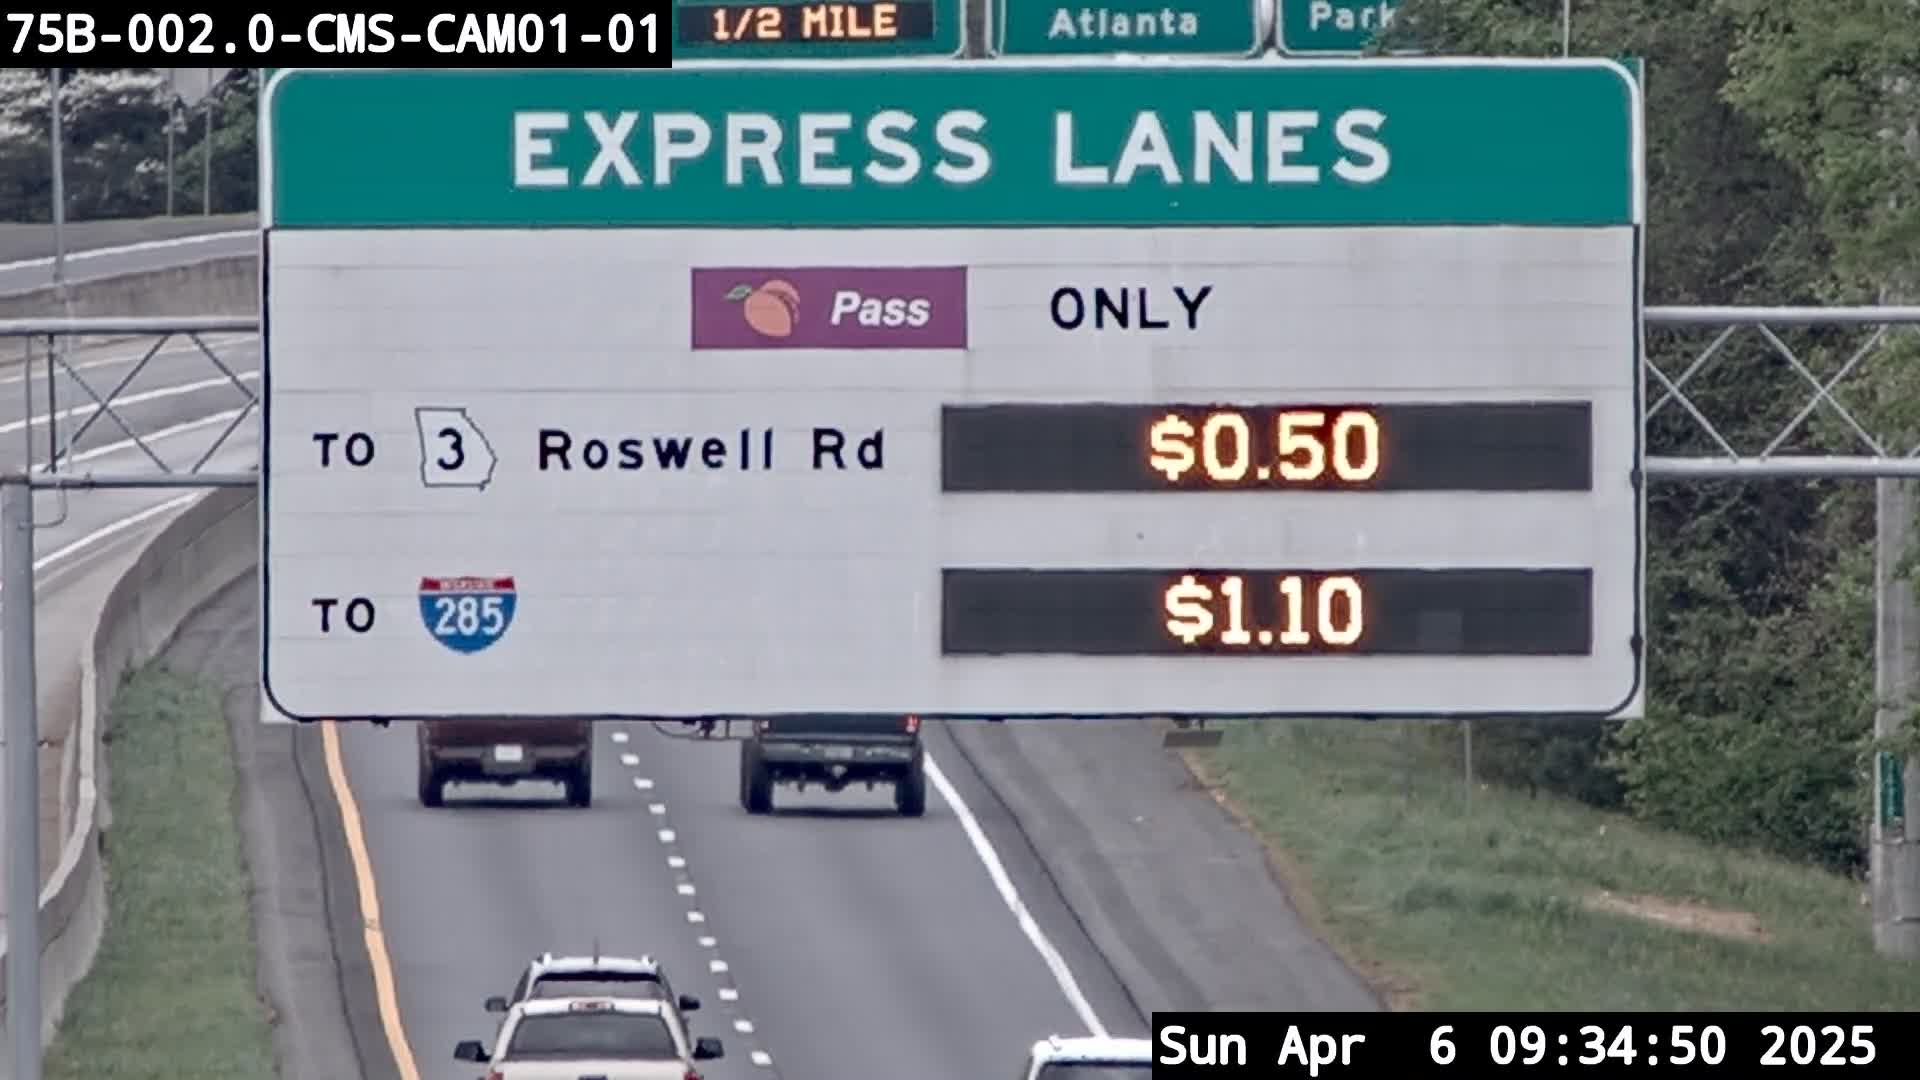 75B-002.0-CMS-CAM01-01
1/2 MILE
Atlanta
Park
EXPRESS LANES
Pass ONLY
TO 3 Roswell Rd $0.50
TO INTERSTATE 285 $1.10
Sun Apr 6 09:34:50 2025